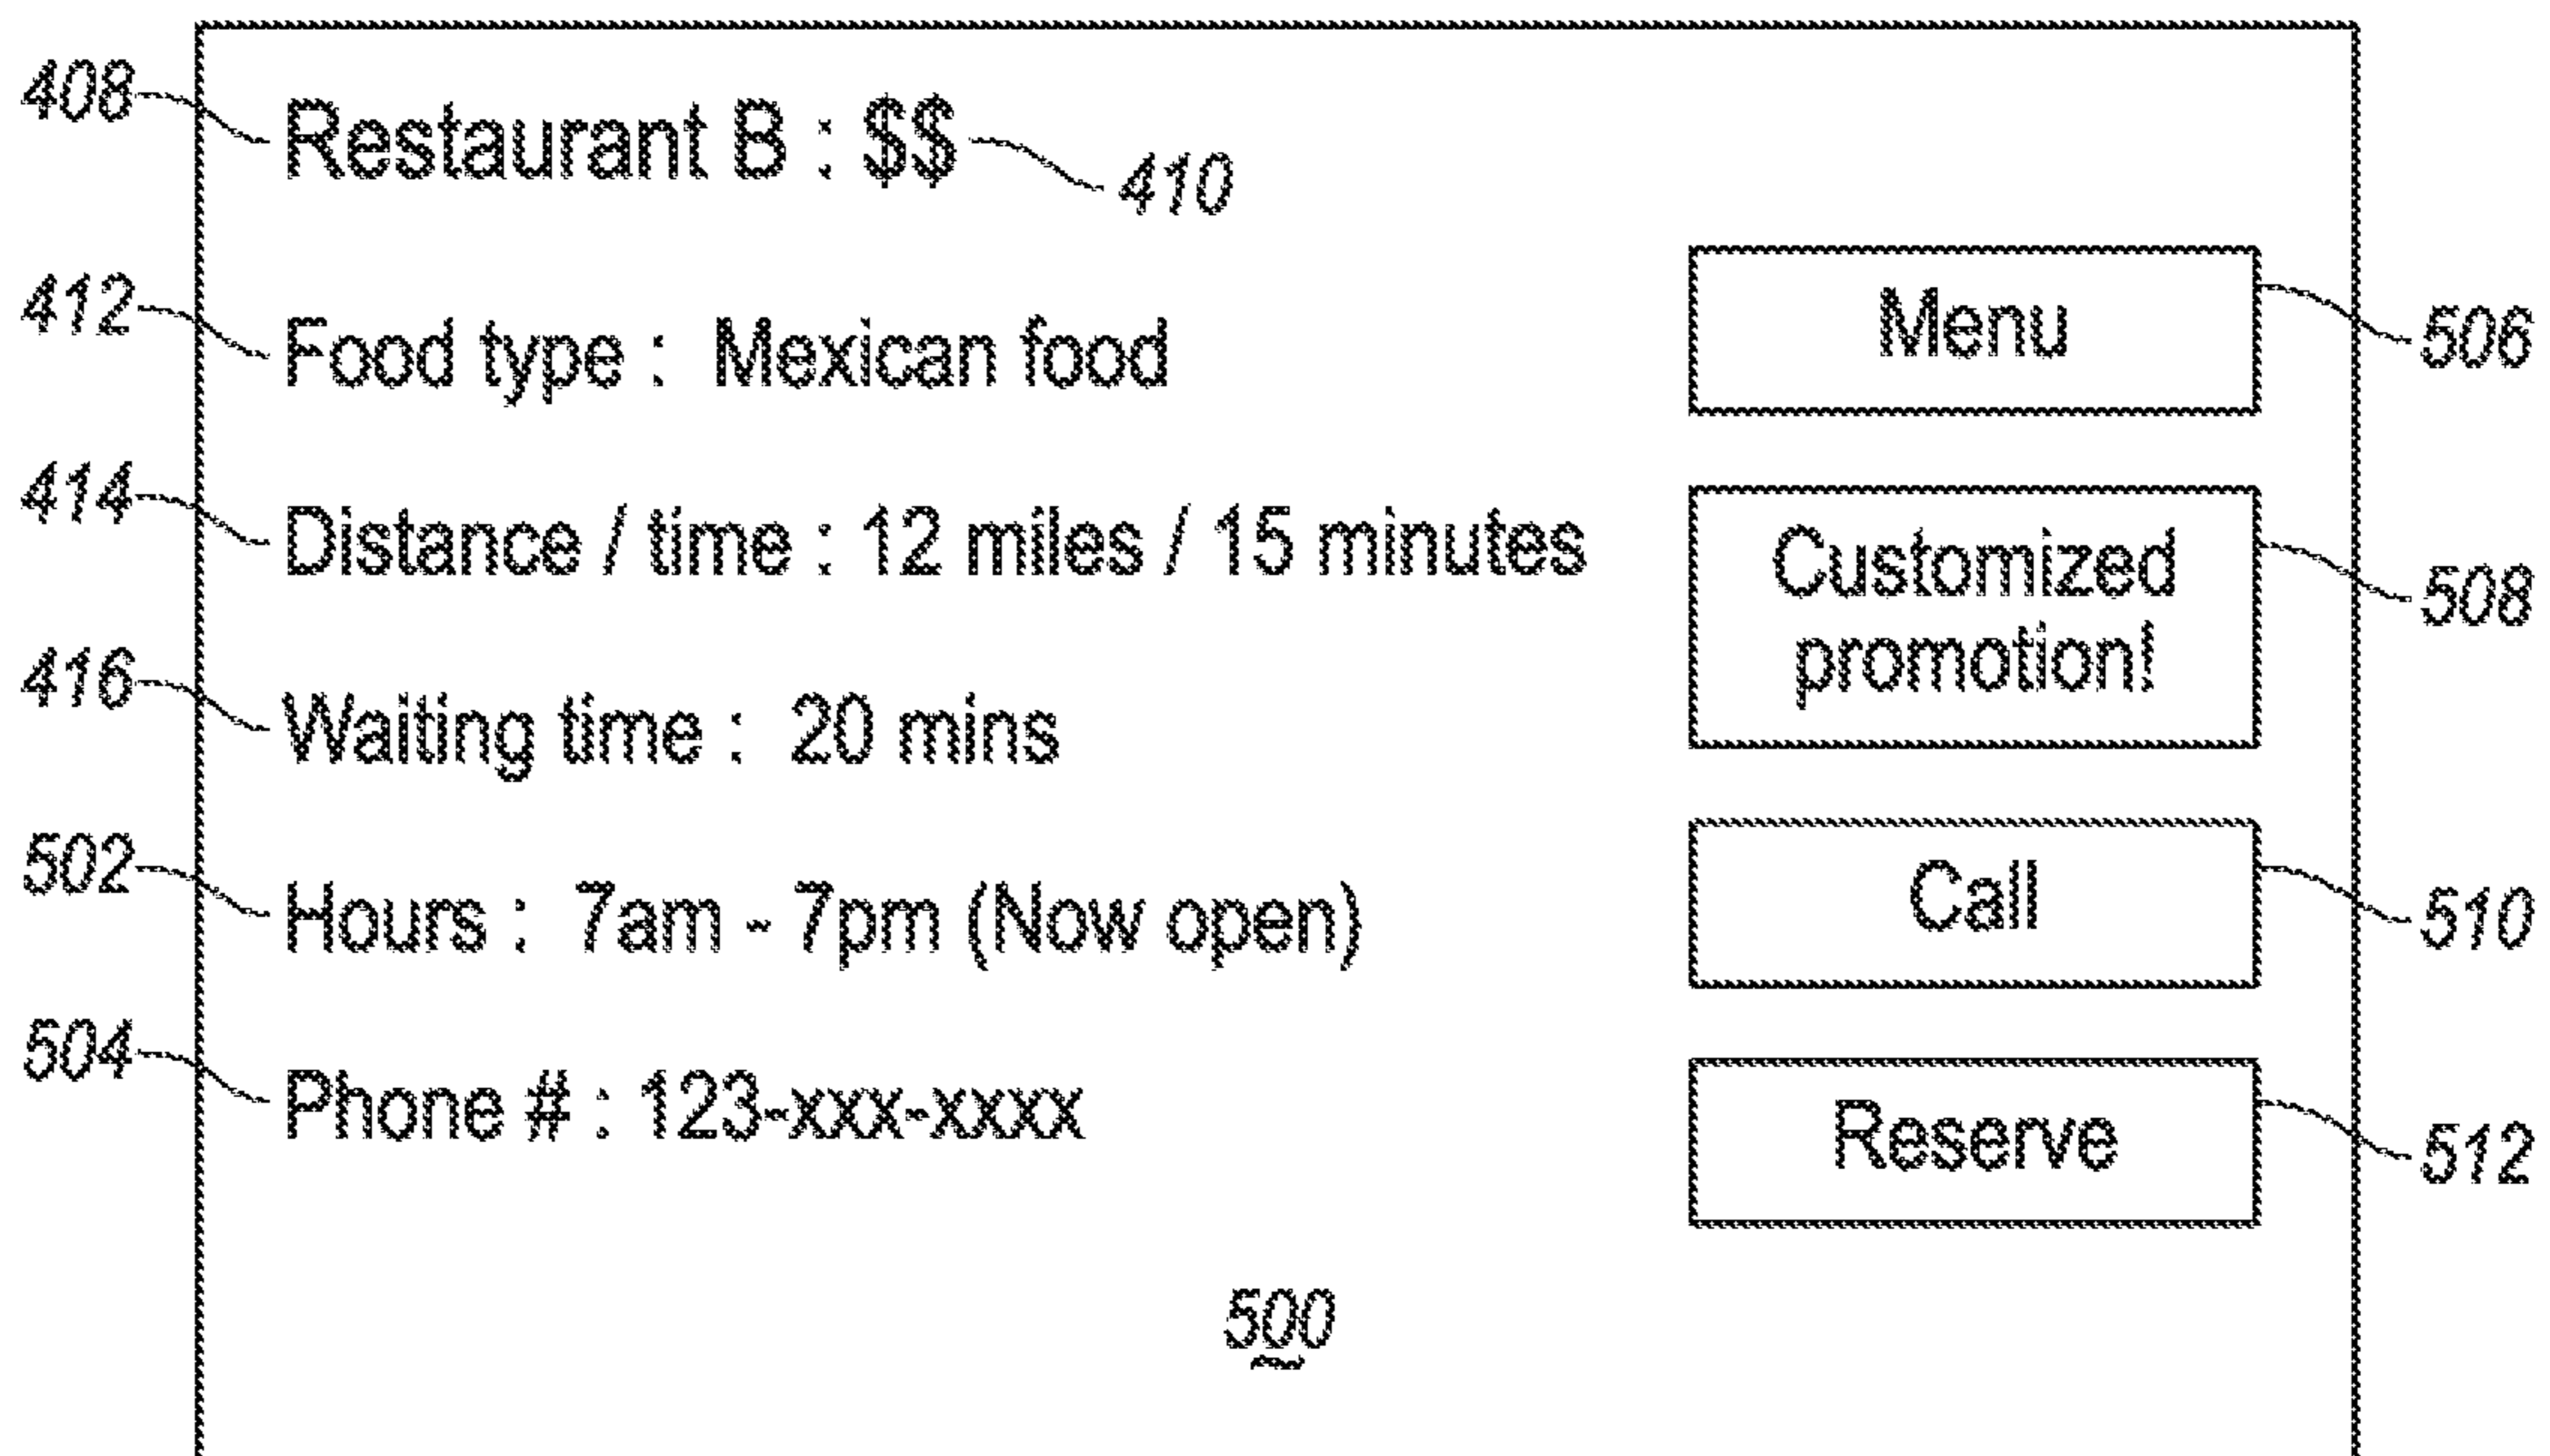 408 Restaurant B : $$ 410
412 Food type : Mexican food
Menu 506
414 Distance / time : 12 miles / 15 minutes
Customized
promotion! 508
416 Waiting time : 20 mins
502 Hours : 7am - 7pm (Now open)
Call 510
504 Phone # : 123-xxx-xxxx
Reserve 512
500